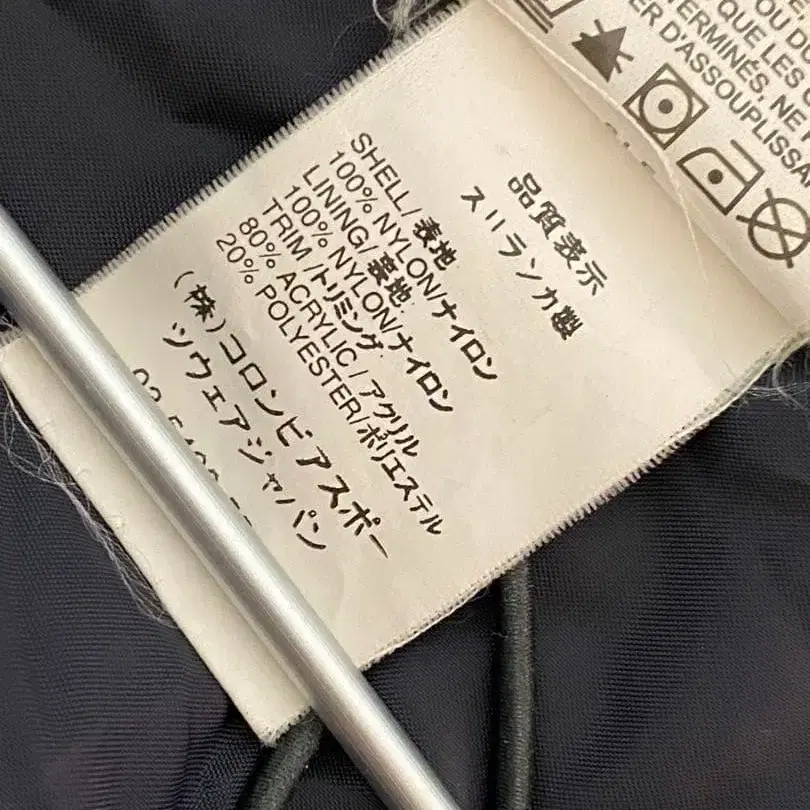 品質表示
スリランカ製
SHELL/表地
100% NYLON/ナイロン
LINING/裏地
100% NYLON/ナイロン
TRIM/トリミング
80% ACRYLIC/アクリル
20% POLYESTER/ポリエステル
(株)コロンビアスポー
ツウェアジャパン
QUE LES
TERMINÉS, NE
ER D'ASSOUPLISSA